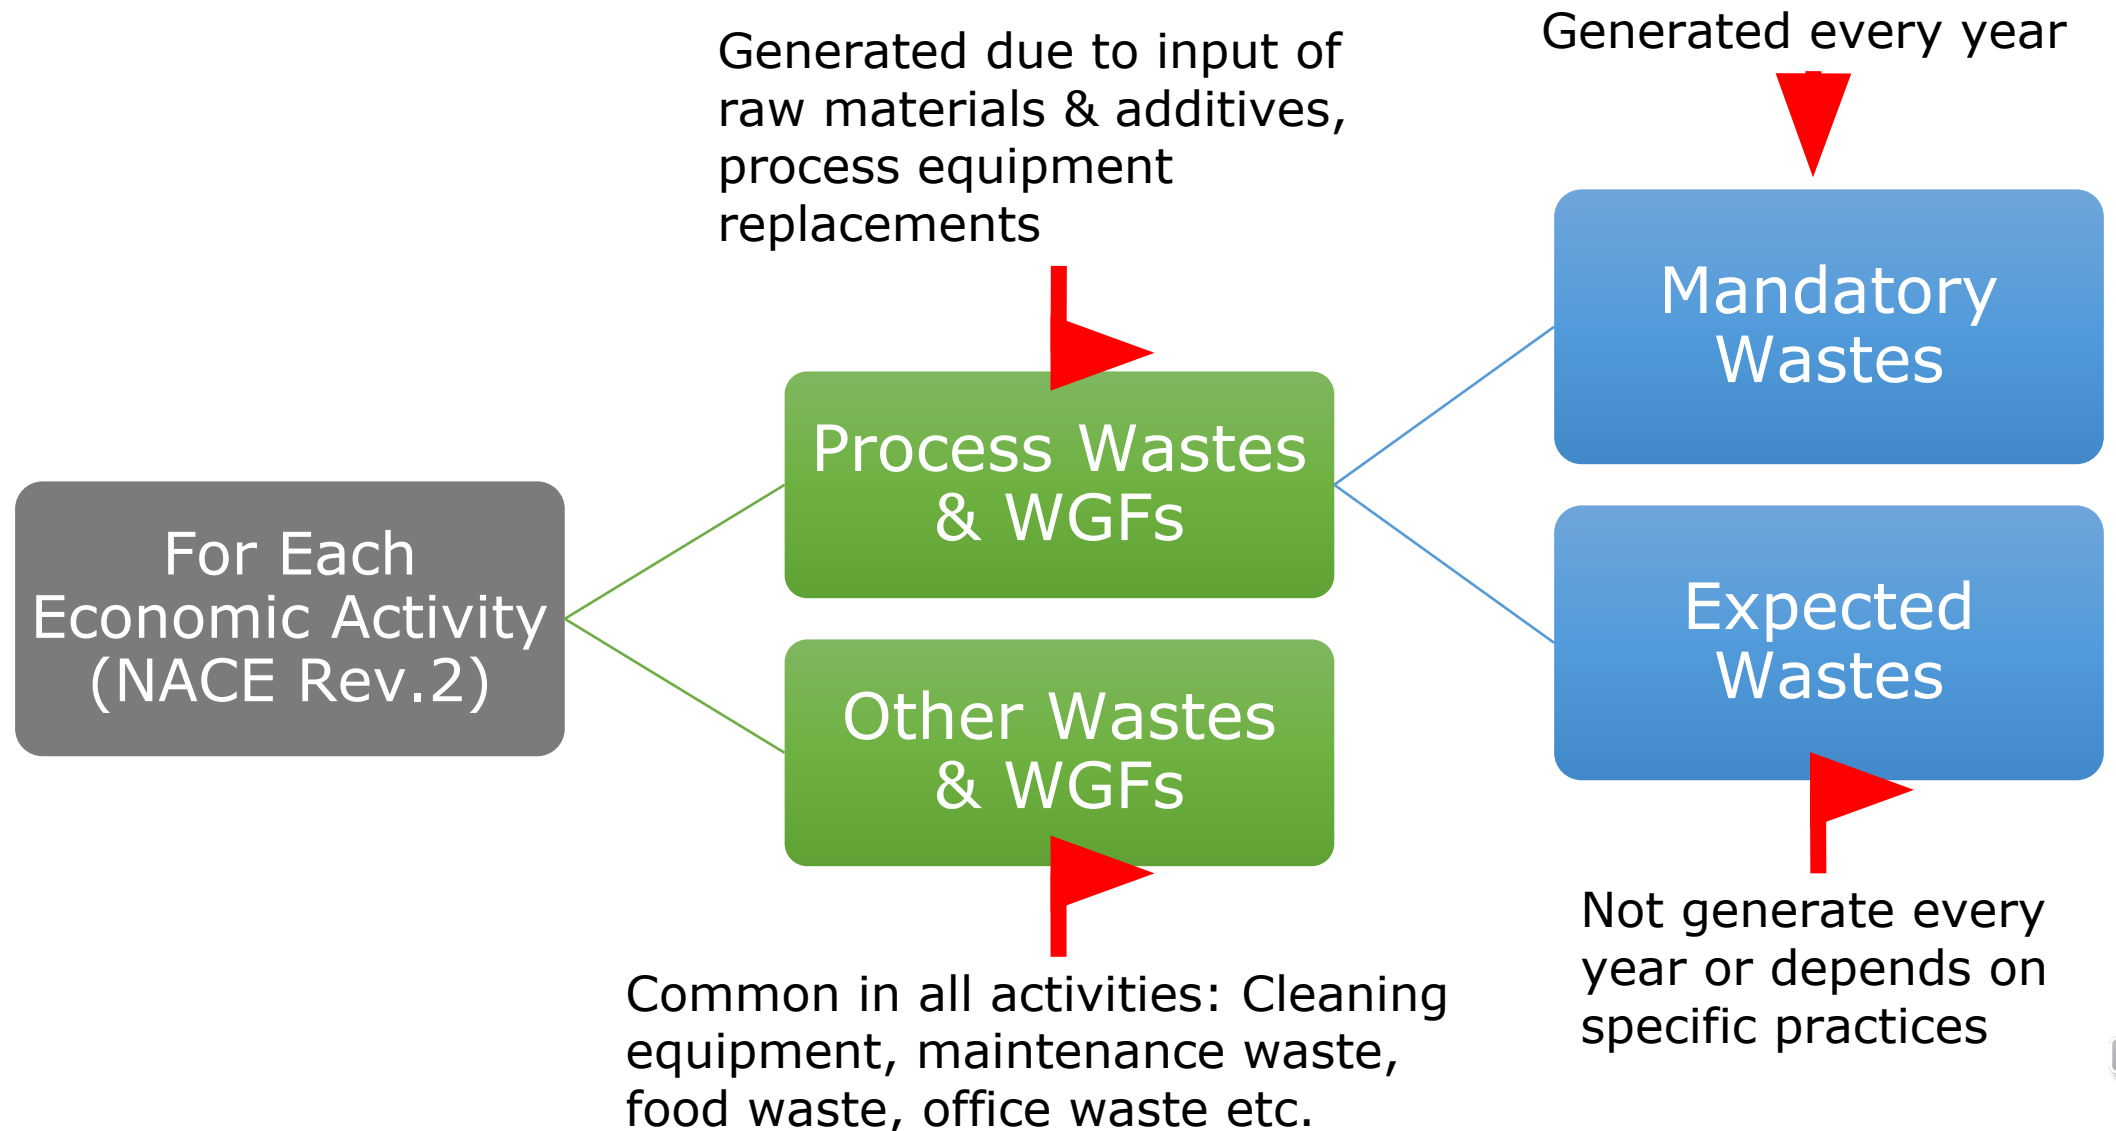 Generated due to input of
raw materials & additives,
process equipment
replacements
Generated every year
For Each
Economic Activity
(NACE Rev.2)
Process Wastes
& WGFs
Other Wastes
& WGFs
Mandatory
Wastes
Expected
Wastes
Common in all activities: Cleaning
equipment, maintenance waste,
food waste, office waste etc.
Not generate every
year or depends on
specific practices